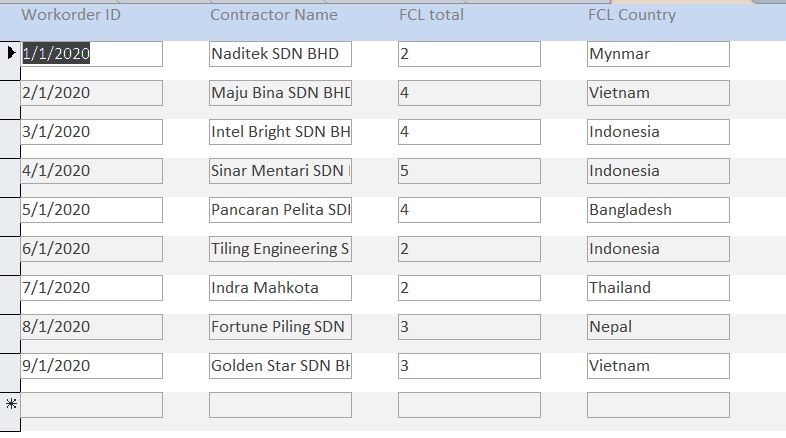 Workorder ID Contractor Name FCL total FCL Country
1/1/2020 Naditek SDN BHD 2 Mynmar
2/1/2020 Maju Bina SDN BHD 4 Vietnam
3/1/2020 Intel Bright SDN BH 4 Indonesia
4/1/2020 Sinar Mentari SDN 5 Indonesia
5/1/2020 Pancaran Pelita SD 4 Bangladesh
6/1/2020 Tiling Engineering S 2 Indonesia
7/1/2020 Indra Mahkota 2 Thailand
8/1/2020 Fortune Piling SDN 3 Nepal
9/1/2020 Golden Star SDN BH 3 Vietnam